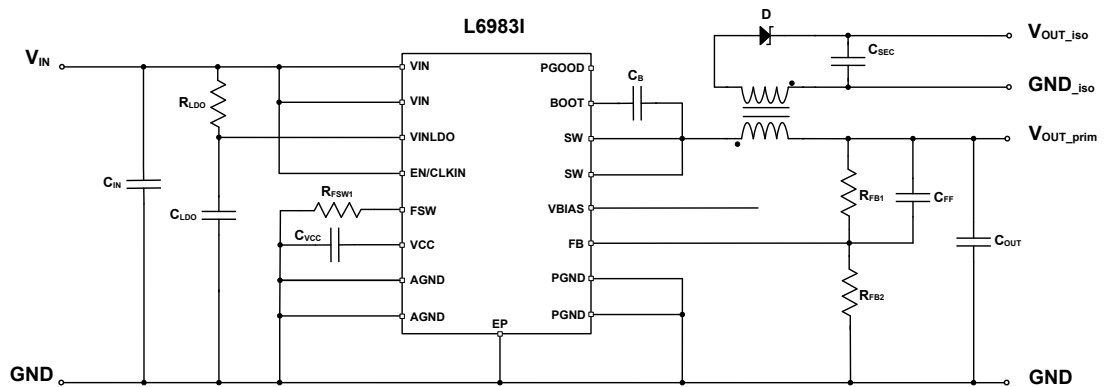 L6983I
D
VOUT_iso
CSEC
GND_iso
VIN
VIN
PGOOD
CB
RLDO
VIN
BOOT
VINLDO
SW
VOUT_prim
CIN
EN/CLKIN
SW
RFSW1
CLDO
FSW
VBIAS
RFB1
CFF
CVCC
VCC
FB
COUT
AGND
PGND
RFB2
AGND
PGND
EP
GND
GND